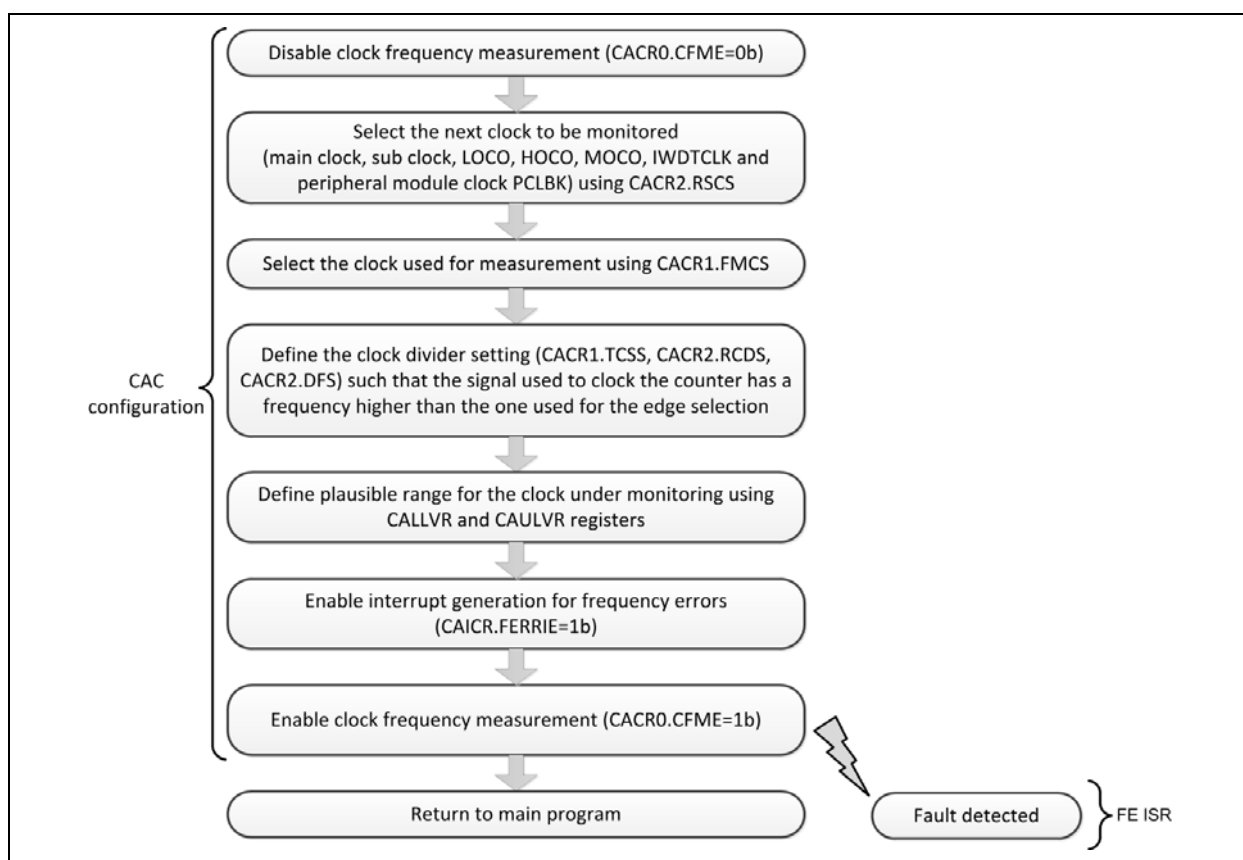 Disable clock frequency measurement (CACR0.CFME=0b)
Select the next clock to be monitored
(main clock, sub clock, LOCO, HOCO, MOCO, IWDTCLK and
peripheral module clock PCLBK) using CACR2.RSCS
Select the clock used for measurement using CACR1.FMCS
Define the clock divider setting (CACR1.TCSS, CACR2.RCDS,
CACR2.DFS) such that the signal used to clock the counter has a
frequency higher than the one used for the edge selection
CAC
configuration
Define plausible range for the clock under monitoring using
CALLVR and CAULVR registers
Enable interrupt generation for frequency errors
(CAICR.FERRIE=1b)
Enable clock frequency measurement (CACR0.CFME=1b)
Return to main program
Fault detected
FE ISR